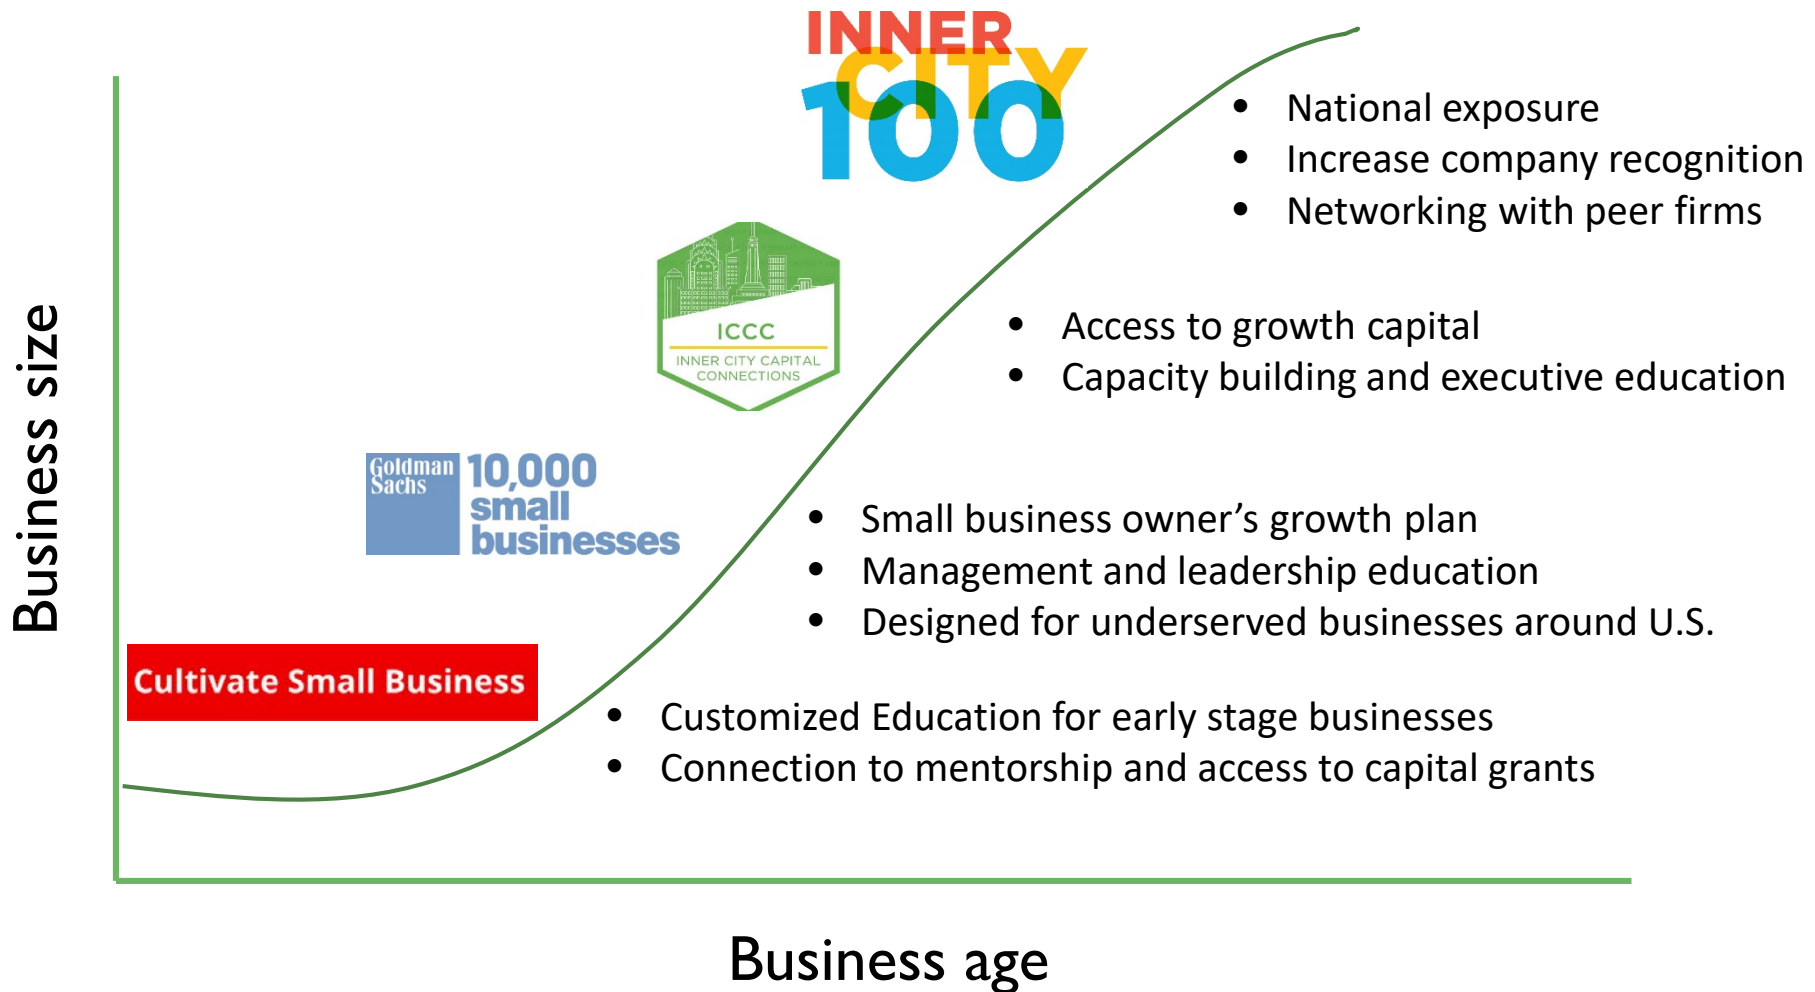 INNER
CITY
100
• National exposure
• Increase company recognition
• Networking with peer firms
ICCC
INNER CITY CAPITAL
CONNECTIONS
• Access to growth capital
• Capacity building and executive education
Business size
Goldman
Sachs
10,000
small
businesses
• Small business owner’s growth plan
• Management and leadership education
• Designed for underserved businesses around U.S.
Cultivate Small Business
• Customized Education for early stage businesses
• Connection to mentorship and access to capital grants
Business age